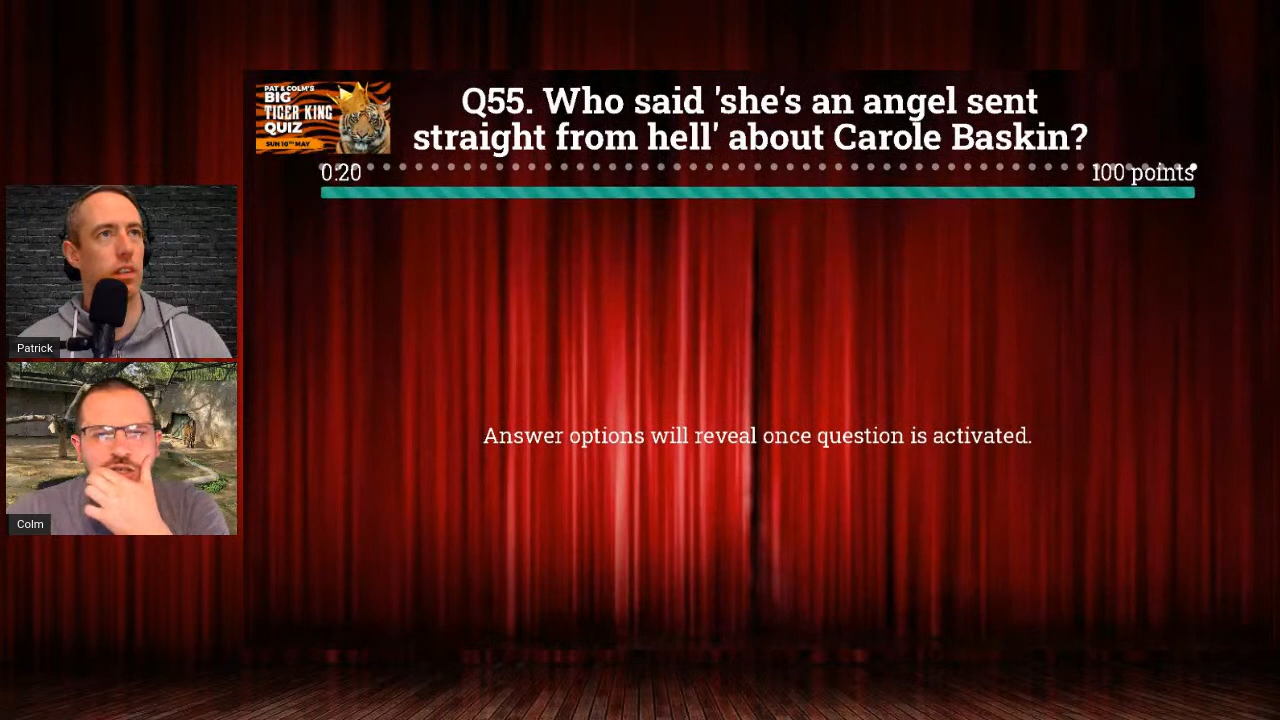 PAT & COLM'S
BIG
TIGER KING
QUIZ
SUN 10TH MAY
Q55. Who said 'she's an angel sent
straight from hell' about Carole Baskin?
0:20
100 points
Patrick
Answer options will reveal once question is activated.
Colm